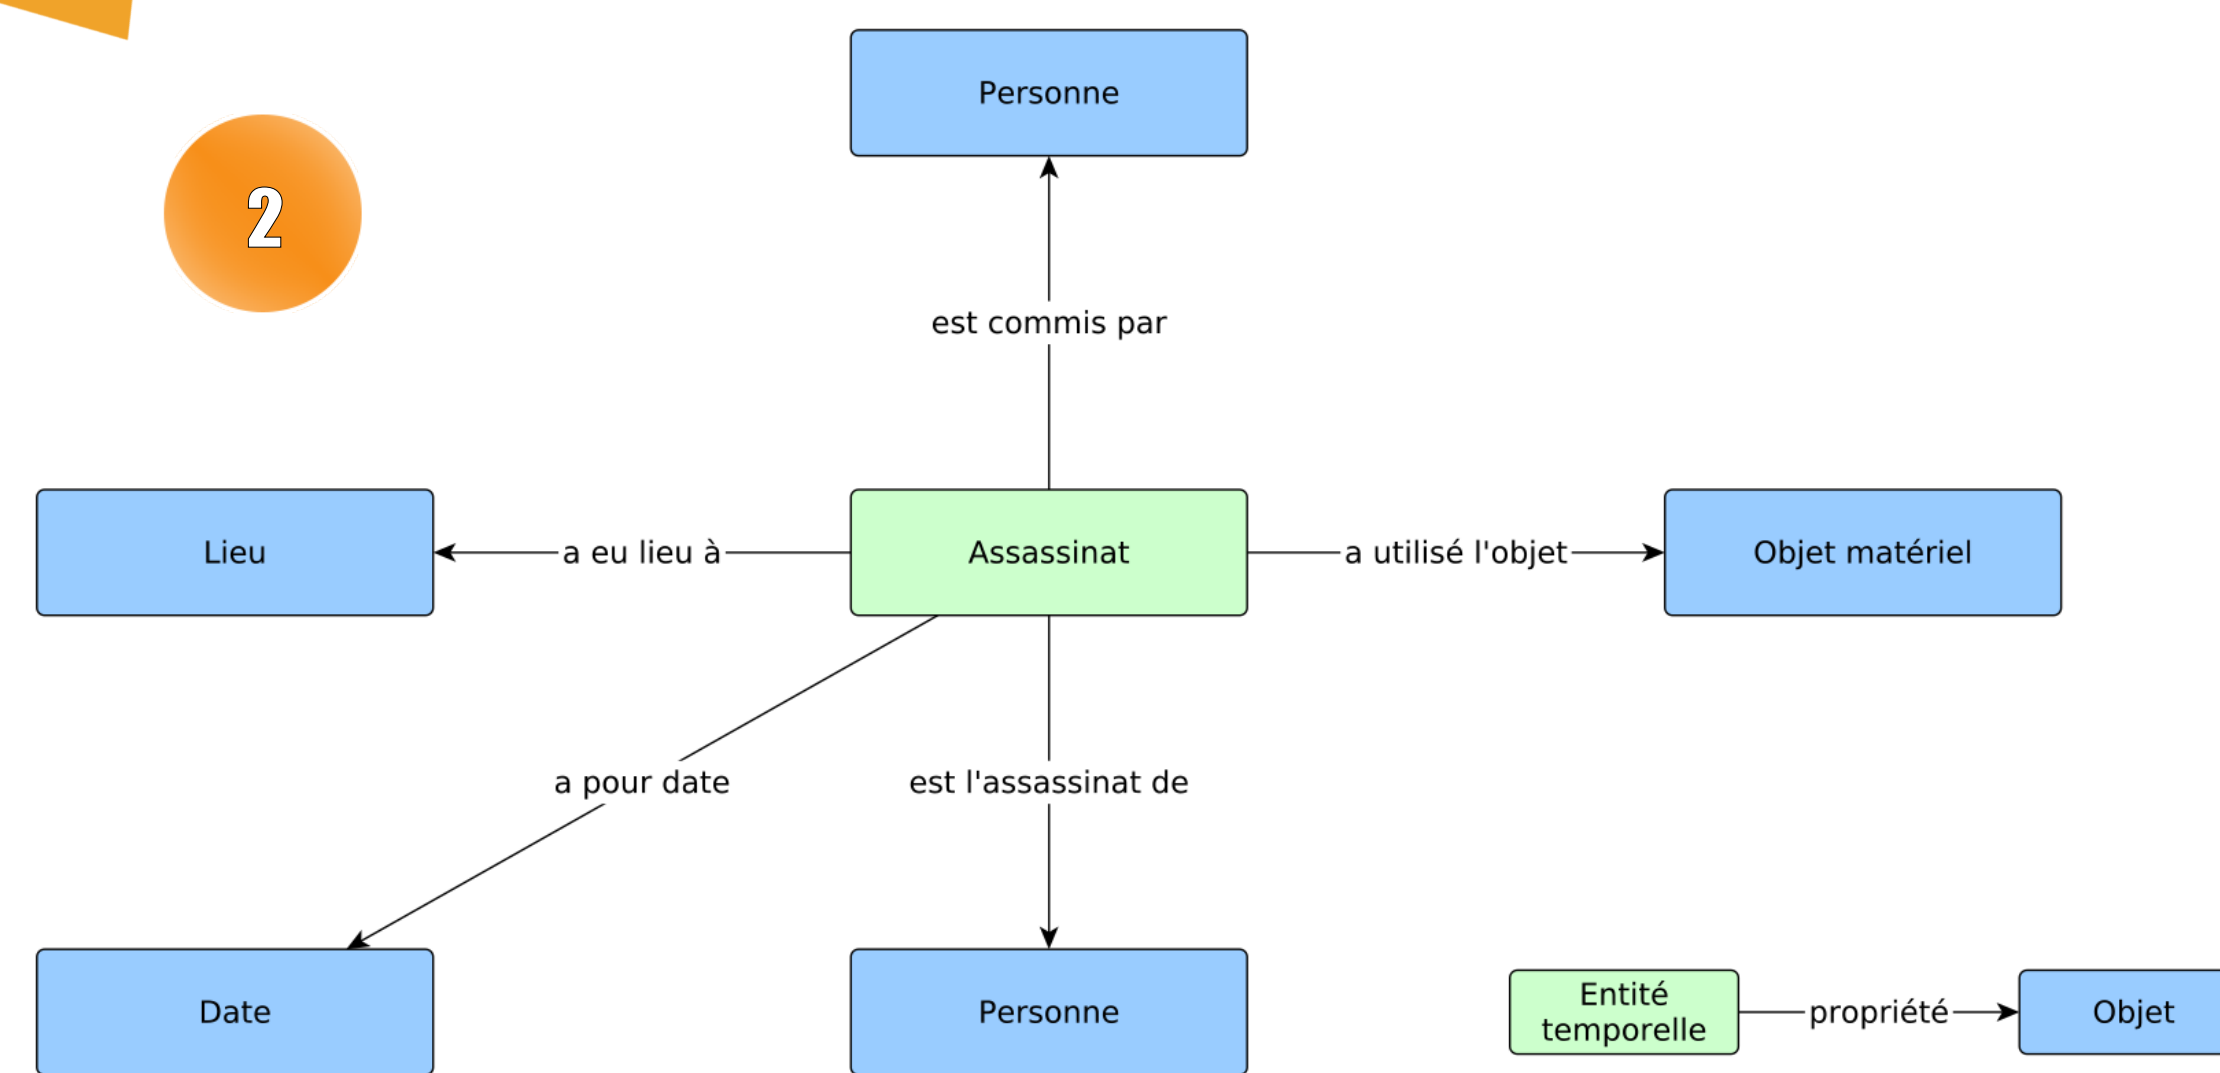 Personne
2
est commis par
Lieu
a eu lieu à
Assassinat
a utilisé l'objet
Objet matériel
a pour date
est l'assassinat de
Date
Personne
Entité
temporelle
propriété
Objet